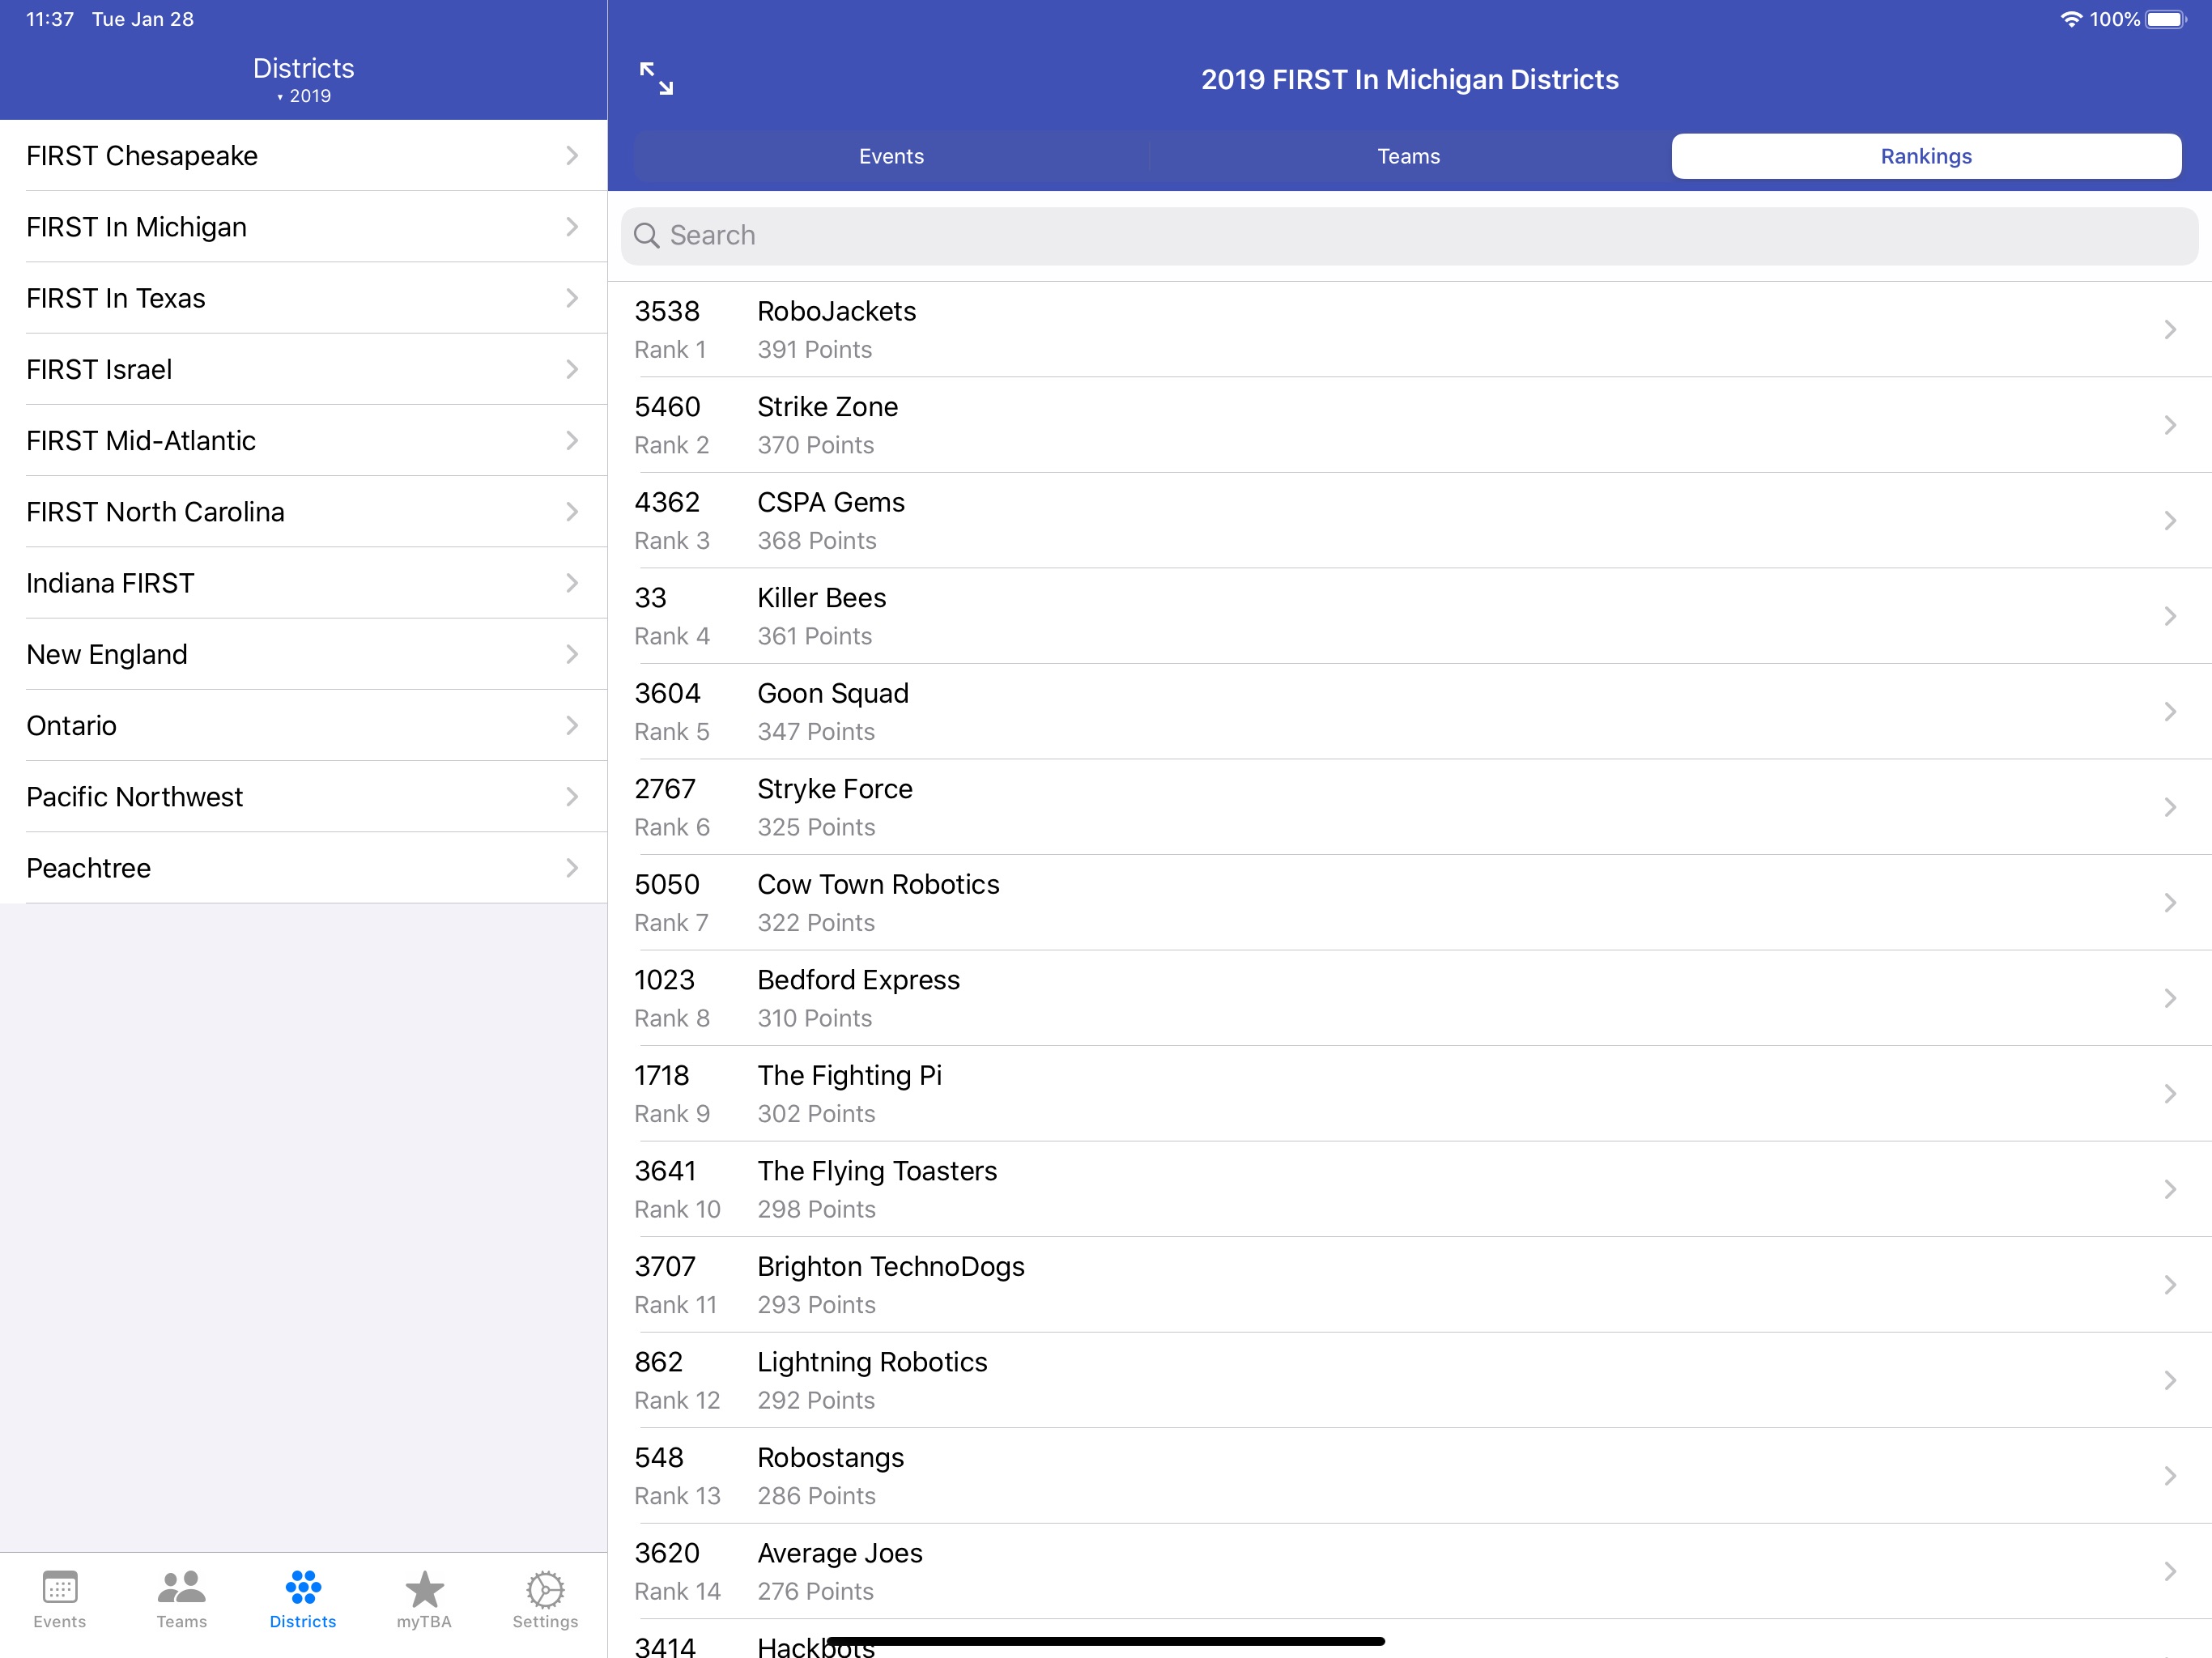 11:37 Tue Jan 28
100%
Districts
▾ 2019
FIRST Chesapeake
FIRST In Michigan
FIRST In Texas
FIRST Israel
FIRST Mid-Atlantic
FIRST North Carolina
Indiana FIRST
New England
Ontario
Pacific Northwest
Peachtree
Events
Teams
Districts
myTBA
Settings
2019 FIRST In Michigan Districts
Events Teams Rankings
Search
3538 RoboJackets
Rank 1 391 Points
5460 Strike Zone
Rank 2 370 Points
4362 CSPA Gems
Rank 3 368 Points
33 Killer Bees
Rank 4 361 Points
3604 Goon Squad
Rank 5 347 Points
2767 Stryke Force
Rank 6 325 Points
5050 Cow Town Robotics
Rank 7 322 Points
1023 Bedford Express
Rank 8 310 Points
1718 The Fighting Pi
Rank 9 302 Points
3641 The Flying Toasters
Rank 10 298 Points
3707 Brighton TechnoDogs
Rank 11 293 Points
862 Lightning Robotics
Rank 12 292 Points
548 Robostangs
Rank 13 286 Points
3620 Average Joes
Rank 14 276 Points
3414 Hackbots